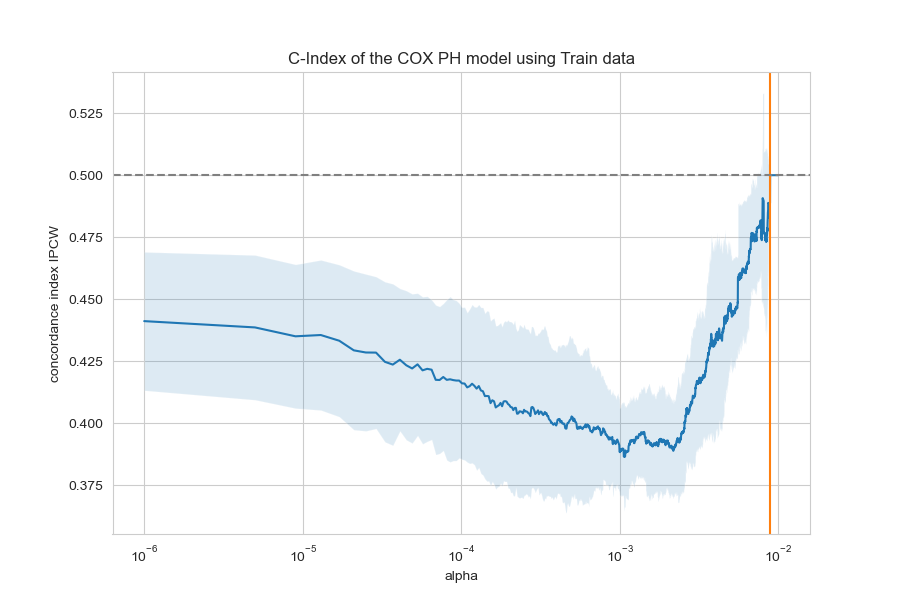 C-Index of the COX PH model using Train data
concordance index IPCW
0.525
0.500
0.475
0.450
0.425
0.400
0.375
10⁻⁶ 10⁻⁵ 10⁻⁴ 10⁻³ 10⁻²
alpha